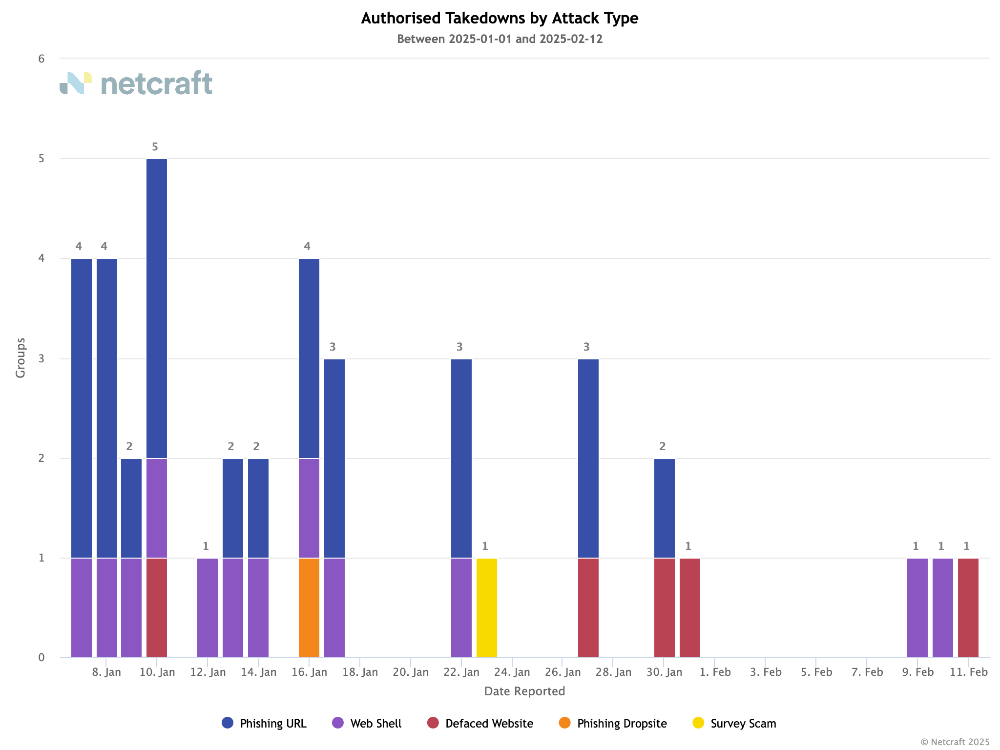 Authorised Takedowns by Attack Type
Between 2025-01-01 and 2025-02-12
6
netcraft
5
5
4
4
4
4
3
3
3
3
Groups
2
2
2
2
2
1
1
1
1
1
1
1
0
8. Jan
10. Jan
12. Jan
14. Jan
16. Jan
18. Jan
20. Jan
22. Jan
24. Jan
26. Jan
28. Jan
30. Jan
1. Feb
3. Feb
5. Feb
7. Feb
9. Feb
11. Feb
Date Reported
Phishing URL
Web Shell
Defaced Website
Phishing Dropsite
Survey Scam
© Netcraft 2025